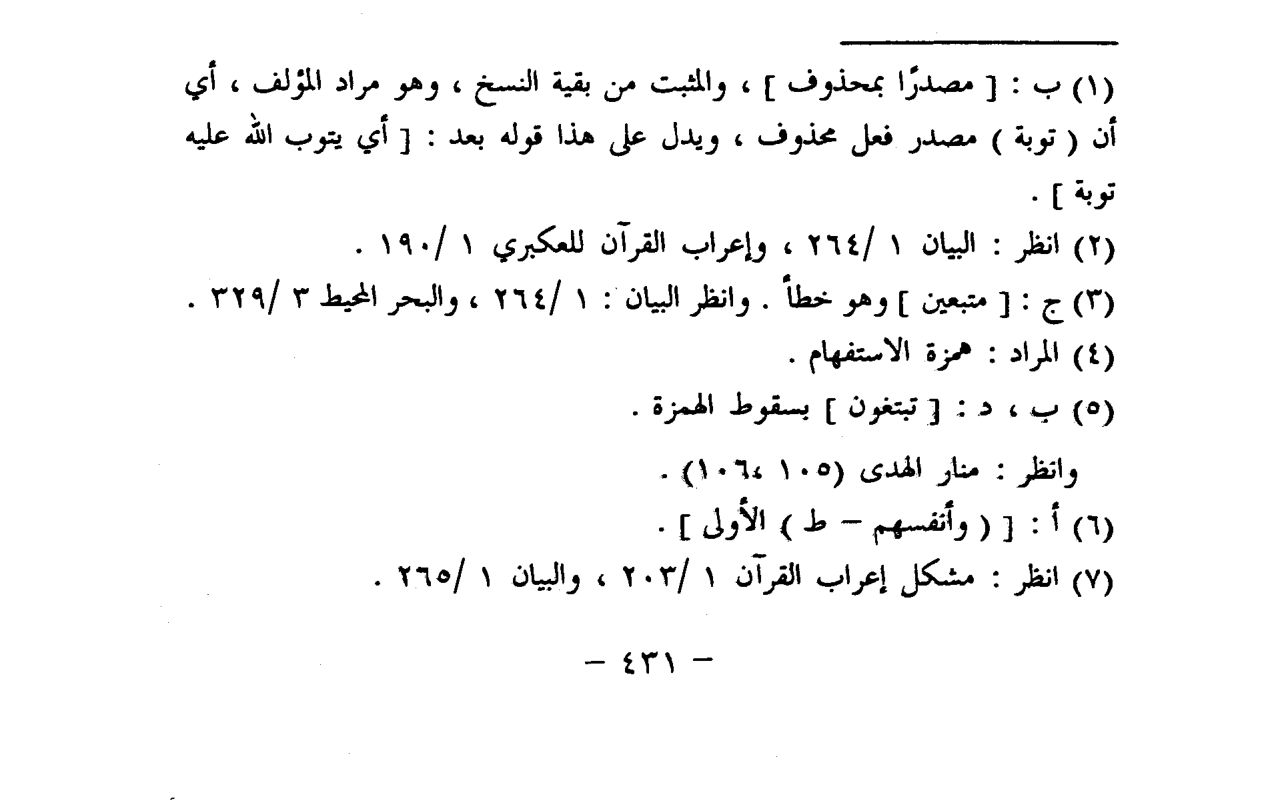 (١) ب : [ مصدرًا بمحذوف ] ، والمثبت من بقية النسخ ، وهو مراد المؤلف ، أي
أن ( توبة ) مصدر فعل محذوف ، ويدل على هذا قوله بعد : [ أي يتوب الله عليه
توبة ] .
(٢) انظر : البيان ١ /٢٦٤ ، وإعراب القرآن للعكبري ١ /١٩٠ .
(٣) ج : [ متبعين ] وهو خطأ . وانظر البيان : ١ /٢٦٤ ، والبحر المحيط ٣ /٣٢٩ .
(٤) المراد : همزة الاستفهام .
(٥) ب ، د : [ تبتغون ] بسقوط الهمزة .
وانظر : منار الهدى (١٠٥ ،١٠٦) .
(٦) أ : [ ( وأنفسهم – ط ) الأولى ] .
(٧) انظر : مشكل إعراب القرآن ١ /٢٠٣ ، والبيان ١ /٢٦٥ .
– ٤٣١ –